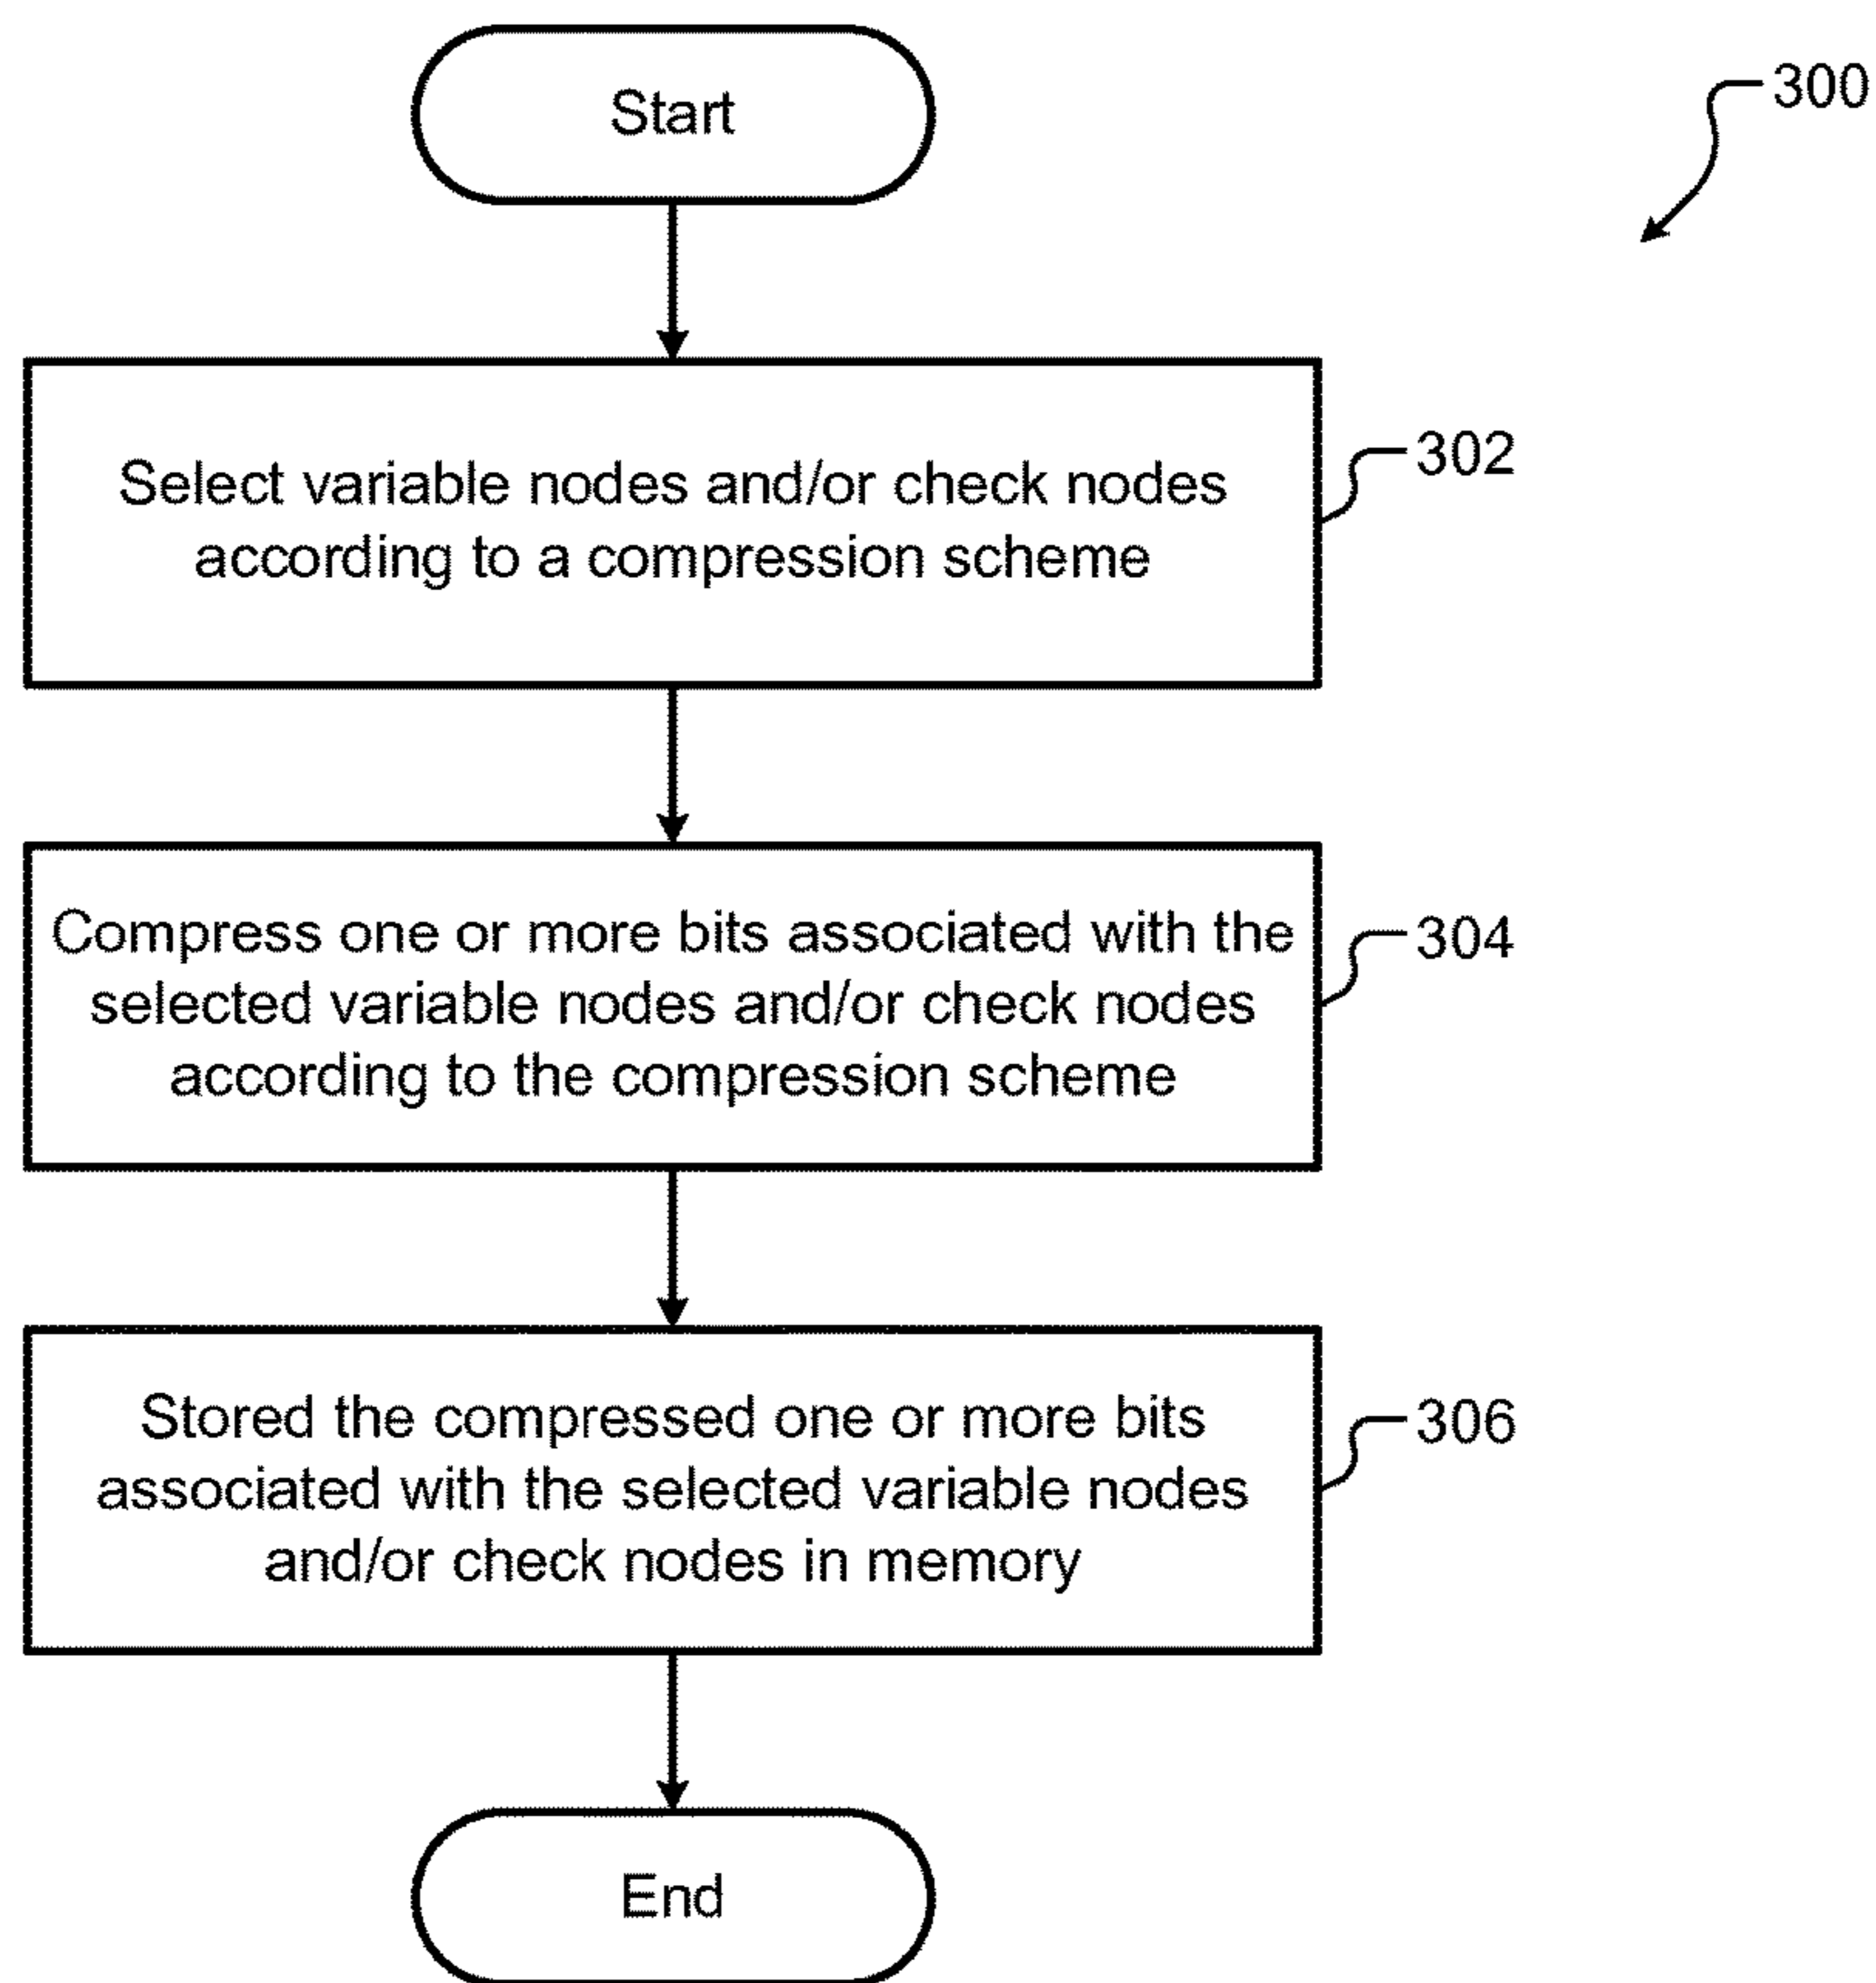 Start
300
Select variable nodes and/or check nodes
according to a compression scheme
302
Compress one or more bits associated with the
selected variable nodes and/or check nodes
according to the compression scheme
304
Stored the compressed one or more bits
associated with the selected variable nodes
and/or check nodes in memory
306
End